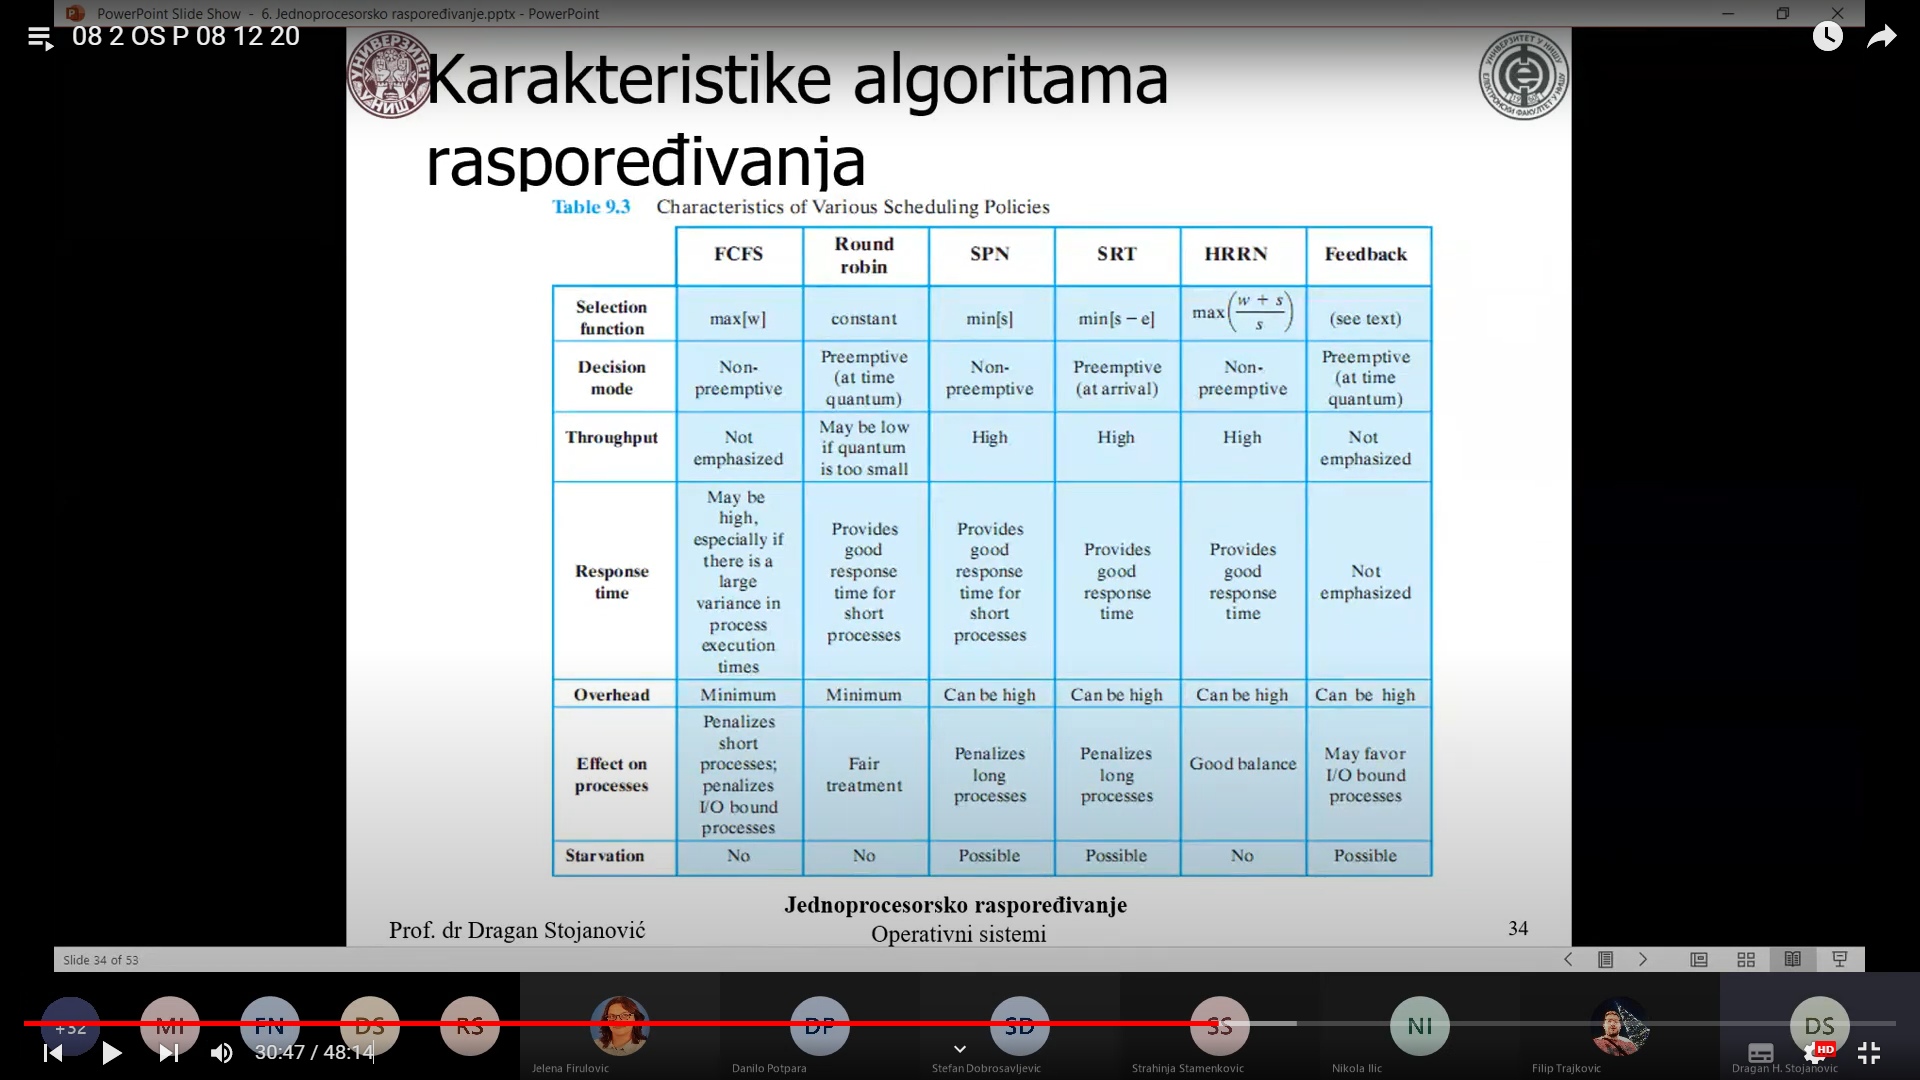 PowerPoint Slide Show - 6. Jednoprocesorsko raspoređivanje.pptx - PowerPoint
08 2 OS P 08 12 20
Karakteristike algoritama
raspoređivanja
Table 9.3 Characteristics of Various Scheduling Policies
FCFS
Round
robin
SPN
SRT
HRRN
Feedback
Selection
function
max[w]
constant
min[s]
min[s − e]
max((w + s)/s)
(see text)
Decision
mode
Non-
preemptive
Preemptive
(at time
quantum)
Non-
preemptive
Preemptive
(at arrival)
Non-
preemptive
Preemptive
(at time
quantum)
Throughput
Not
emphasized
May be low
if quantum
is too small
High
High
High
Not
emphasized
Response
time
May be
high,
especially if
there is a
large
variance in
process
execution
times
Provides
good
response
time for
short
processes
Provides
good
response
time for
short
processes
Provides
good
response
time
Provides
good
response
time
Not
emphasized
Overhead
Minimum
Minimum
Can be high
Can be high
Can be high
Can be high
Effect on
processes
Penalizes
short
processes;
penalizes
I/O bound
processes
Fair
treatment
Penalizes
long
processes
Penalizes
long
processes
Good balance
May favor
I/O bound
processes
Starvation
No
No
Possible
Possible
No
Possible
Jednoprocesorsko raspoređivanje
Prof. dr Dragan Stojanović
Operativni sistemi
34
Slide 34 of 53
+32
MI
FN
DS
RS
DP
SD
SS
NI
DS
30:47 / 48:14
HD
Jelena Firulovic
Danilo Potpara
Stefan Dobrosavljevic
Strahinja Stamenkovic
Nikola Ilic
Filip Trajkovic
Dragan H. Stojanovic